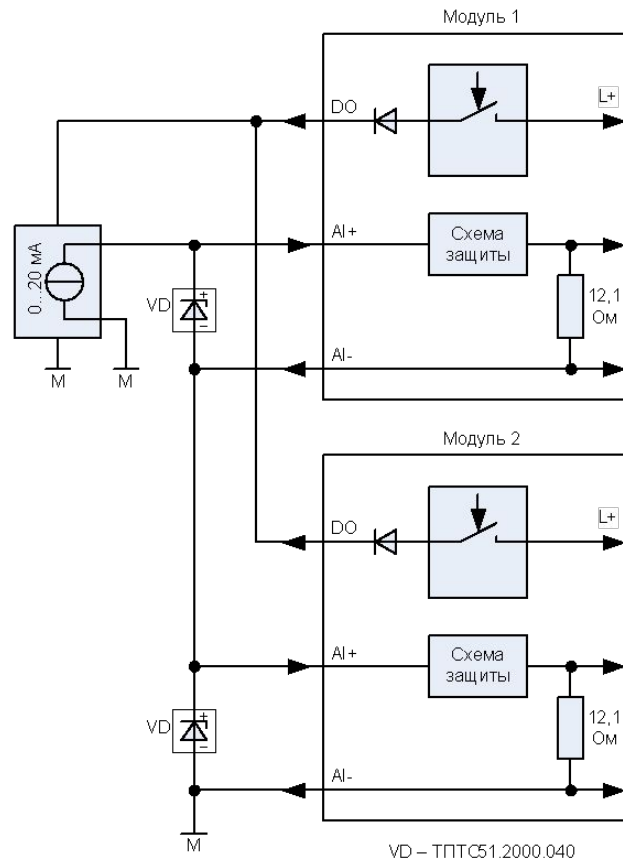 Модуль 1
DO
L+
AI+
Схема
защиты
0...20 мА
VD
+
–
12,1
Ом
AI-
M
M
Модуль 2
DO
L+
AI+
Схема
защиты
VD
+
–
12,1
Ом
AI-
M
VD – ТПТС51.2000.040